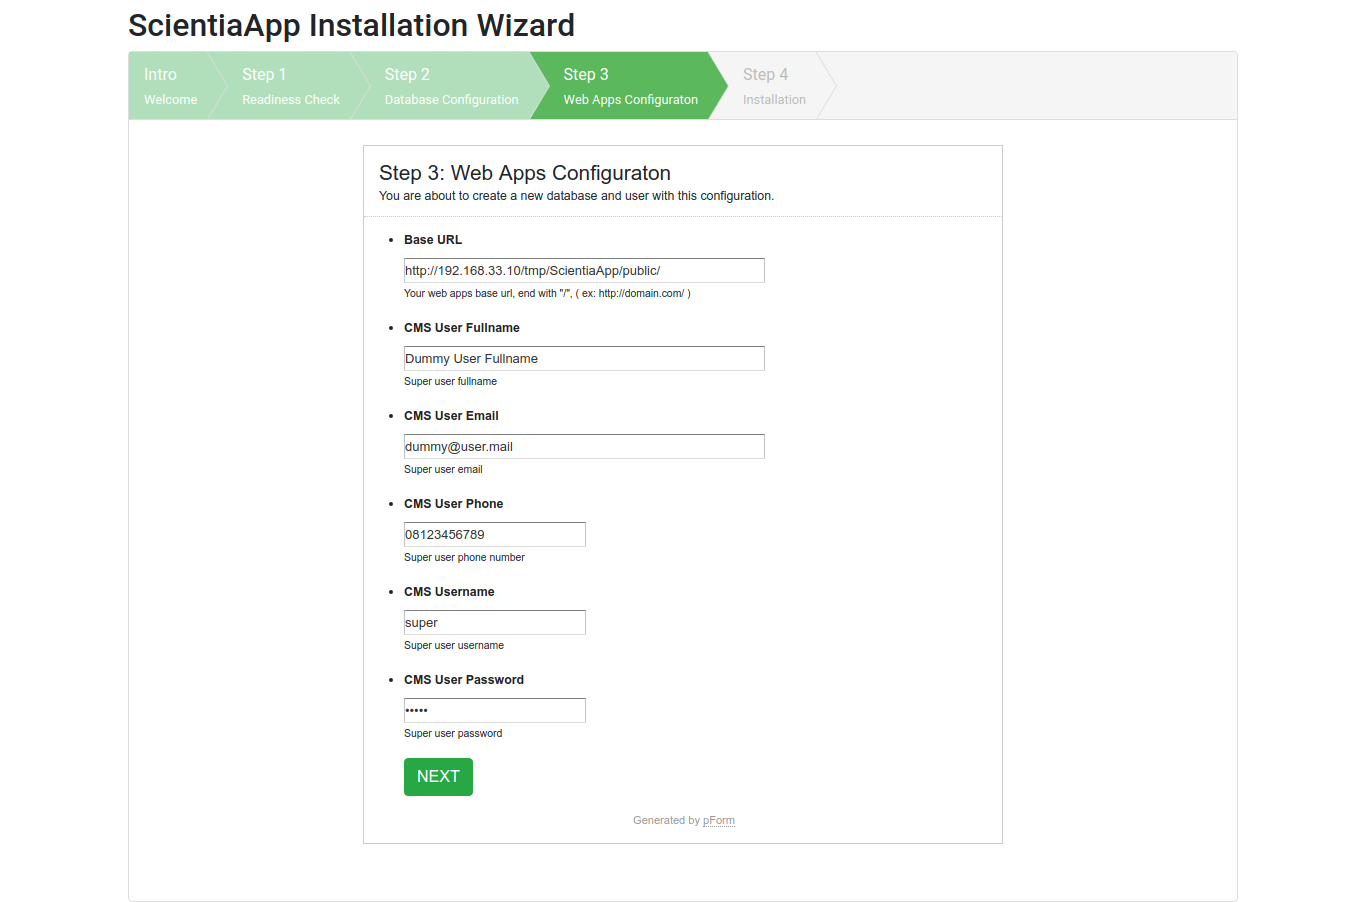 ScientiaApp Installation Wizard
Intro
Welcome
Step 1
Readiness Check
Step 2
Database Configuration
Step 3
Web Apps Configuraton
Step 4
Installation
Step 3: Web Apps Configuraton
You are about to create a new database and user with this configuration.
Base URL
http://192.168.33.10/tmp/ScientiaApp/public/
Your web apps base url, end with "/", ( ex: http://domain.com/ )
CMS User Fullname
Dummy User Fullname
Super user fullname
CMS User Email
dummy@user.mail
Super user email
CMS User Phone
08123456789
Super user phone number
CMS Username
super
Super user username
CMS User Password
•••••
Super user password
NEXT
Generated by pForm